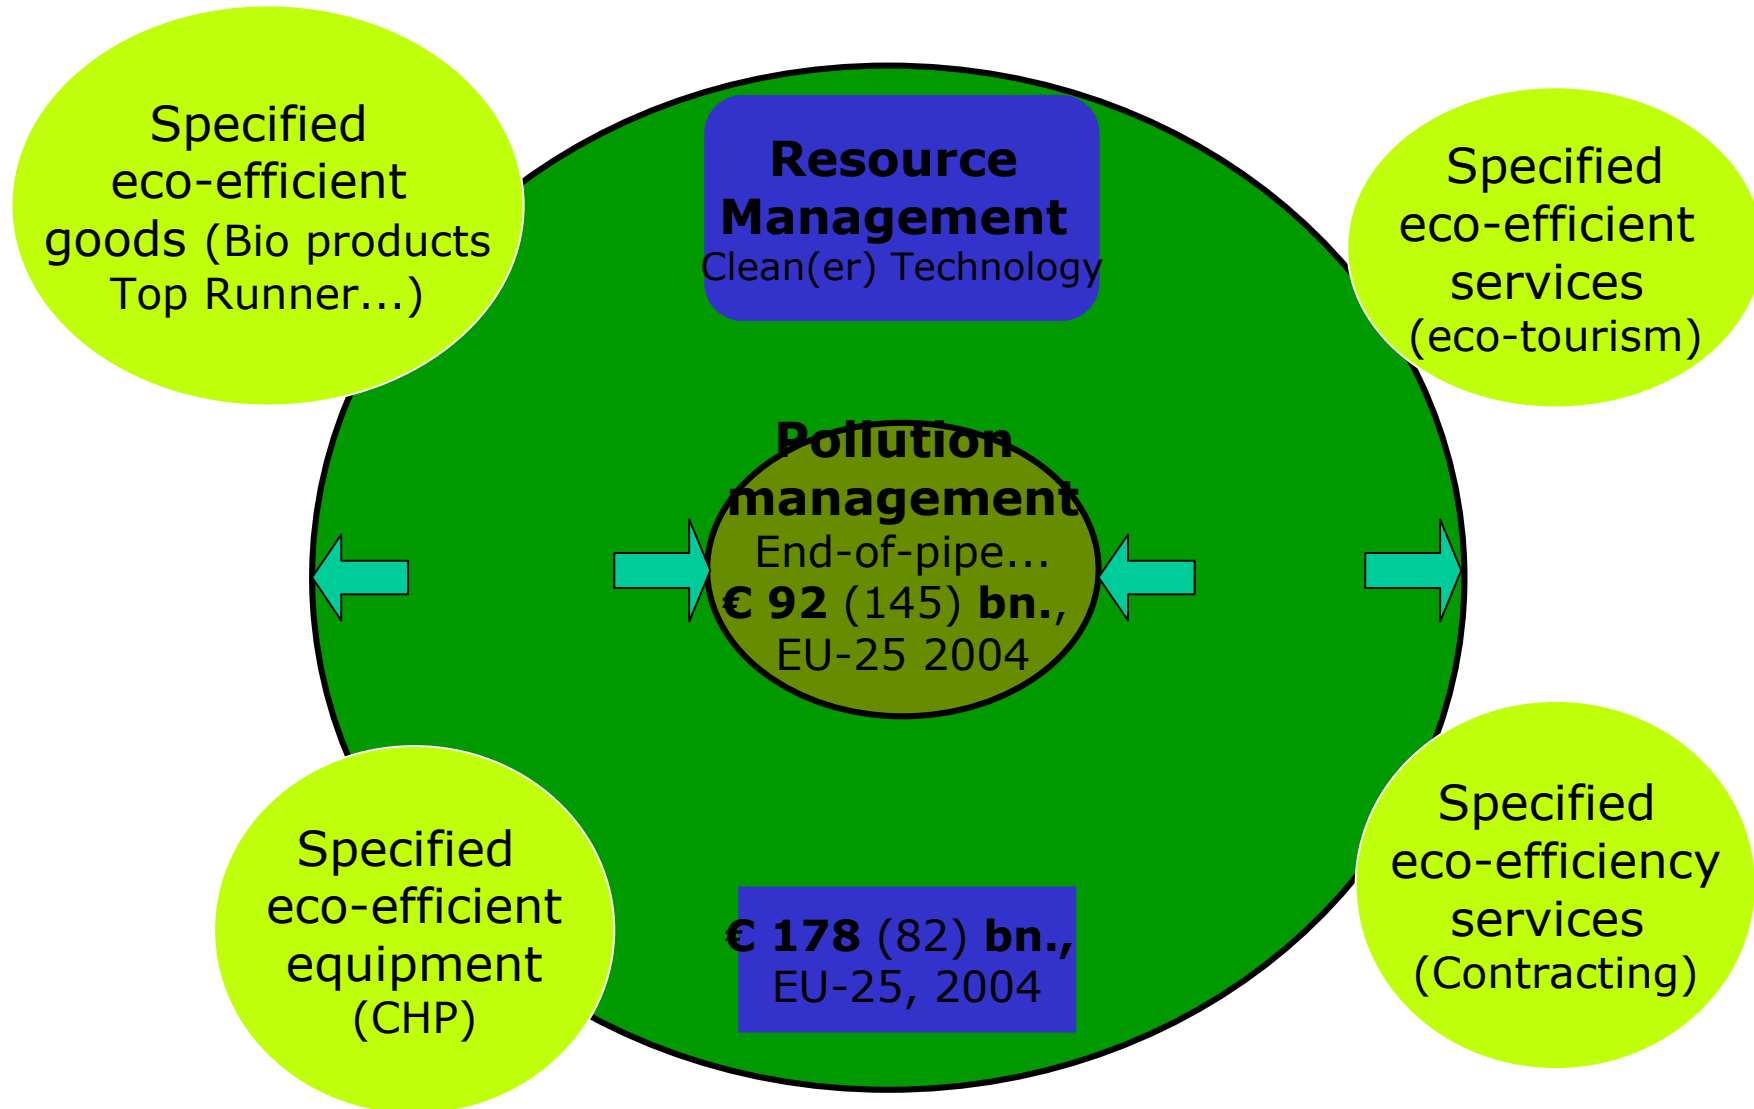 Specified
eco-efficient
goods (Bio products
Top Runner...)
Resource
Management
Clean(er) Technology
Specified
eco-efficient
services
(eco-tourism)
Pollution
management
End-of-pipe...
€ 92 (145) bn.,
EU-25 2004
Specified
eco-efficient
equipment
(CHP)
€ 178 (82) bn.,
EU-25, 2004
Specified
eco-efficiency
services
(Contracting)